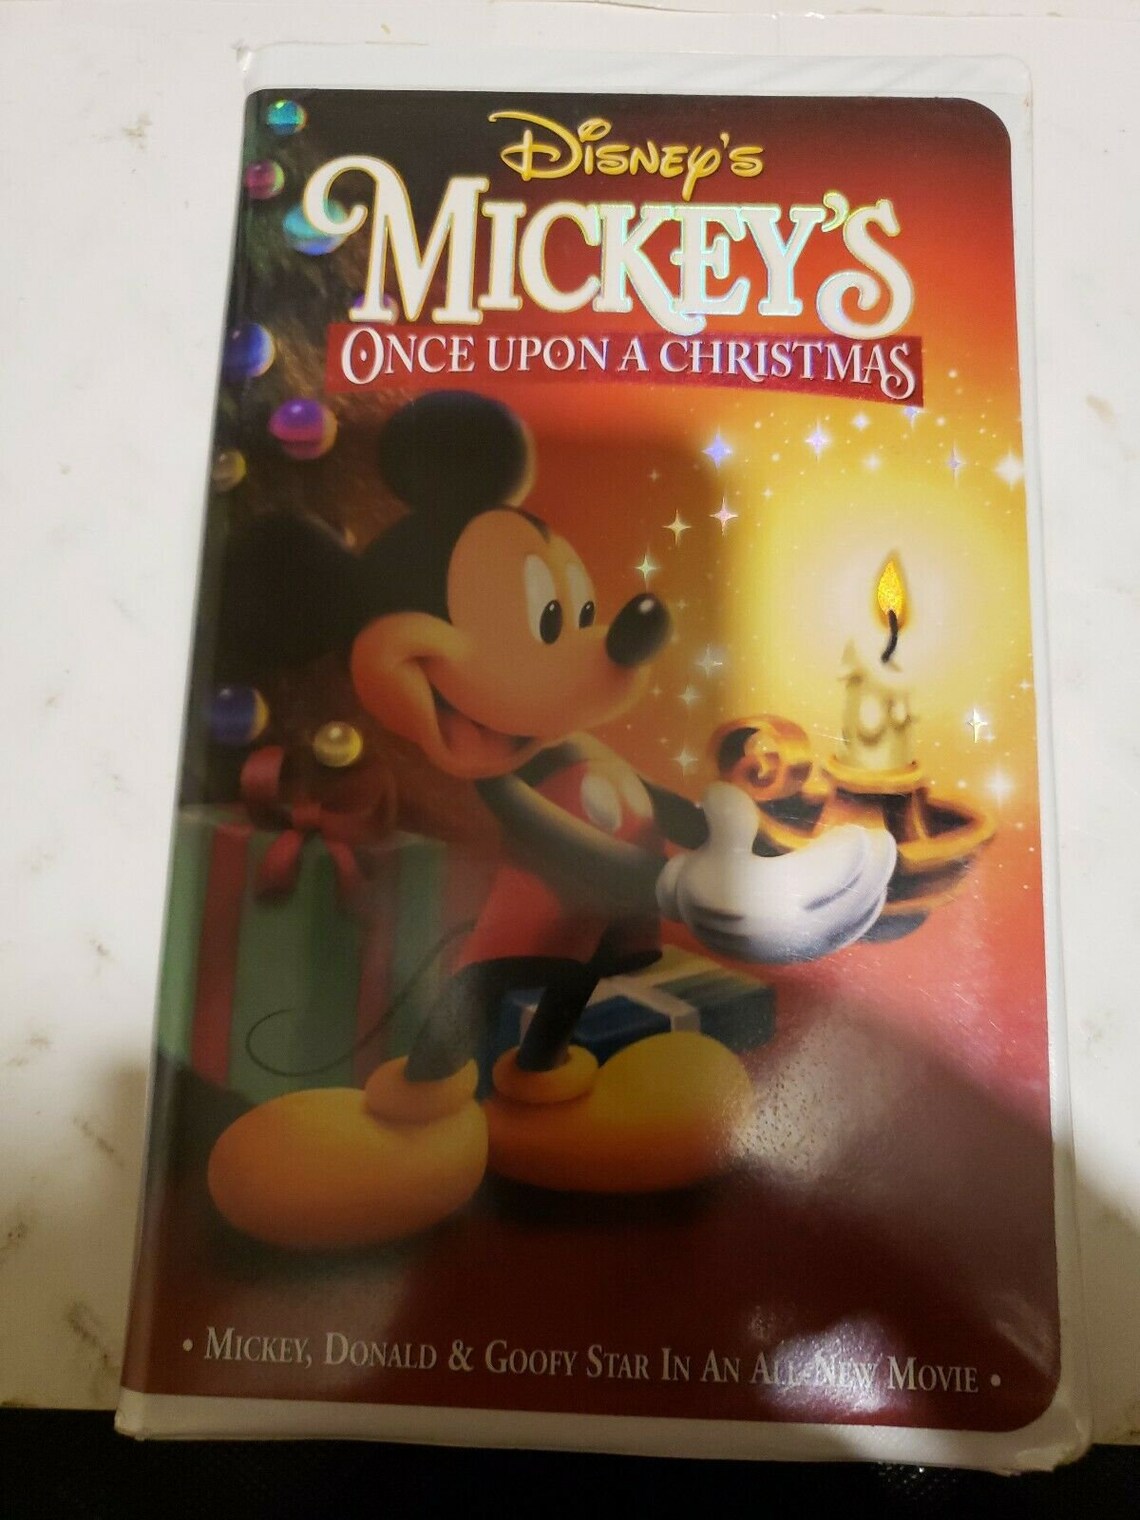 Disney's
Mickey's
Once Upon a Christmas
• Mickey, Donald & Goofy Star In An All-New Movie •